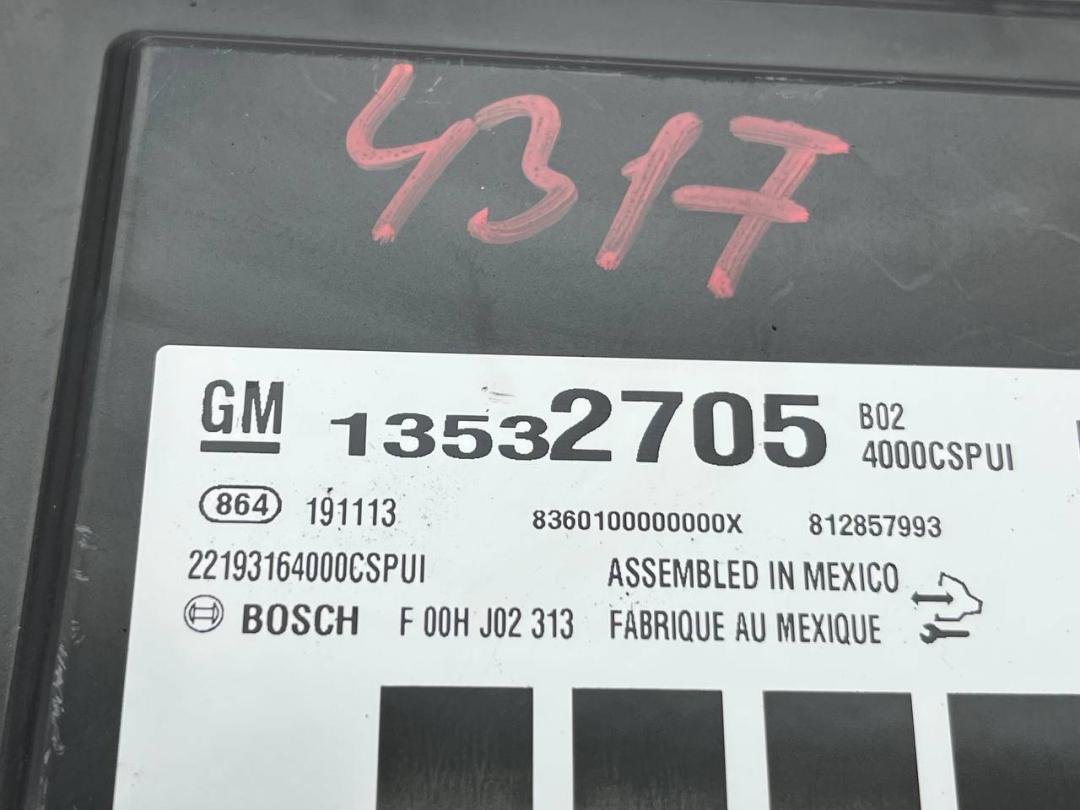 4317
GM 13532705 B02
4000CSPUI
864 191113 8360100000000X 812857993
22193164000CSPUI ASSEMBLED IN MEXICO
BOSCH F 00H J02 313 FABRIQUE AU MEXIQUE